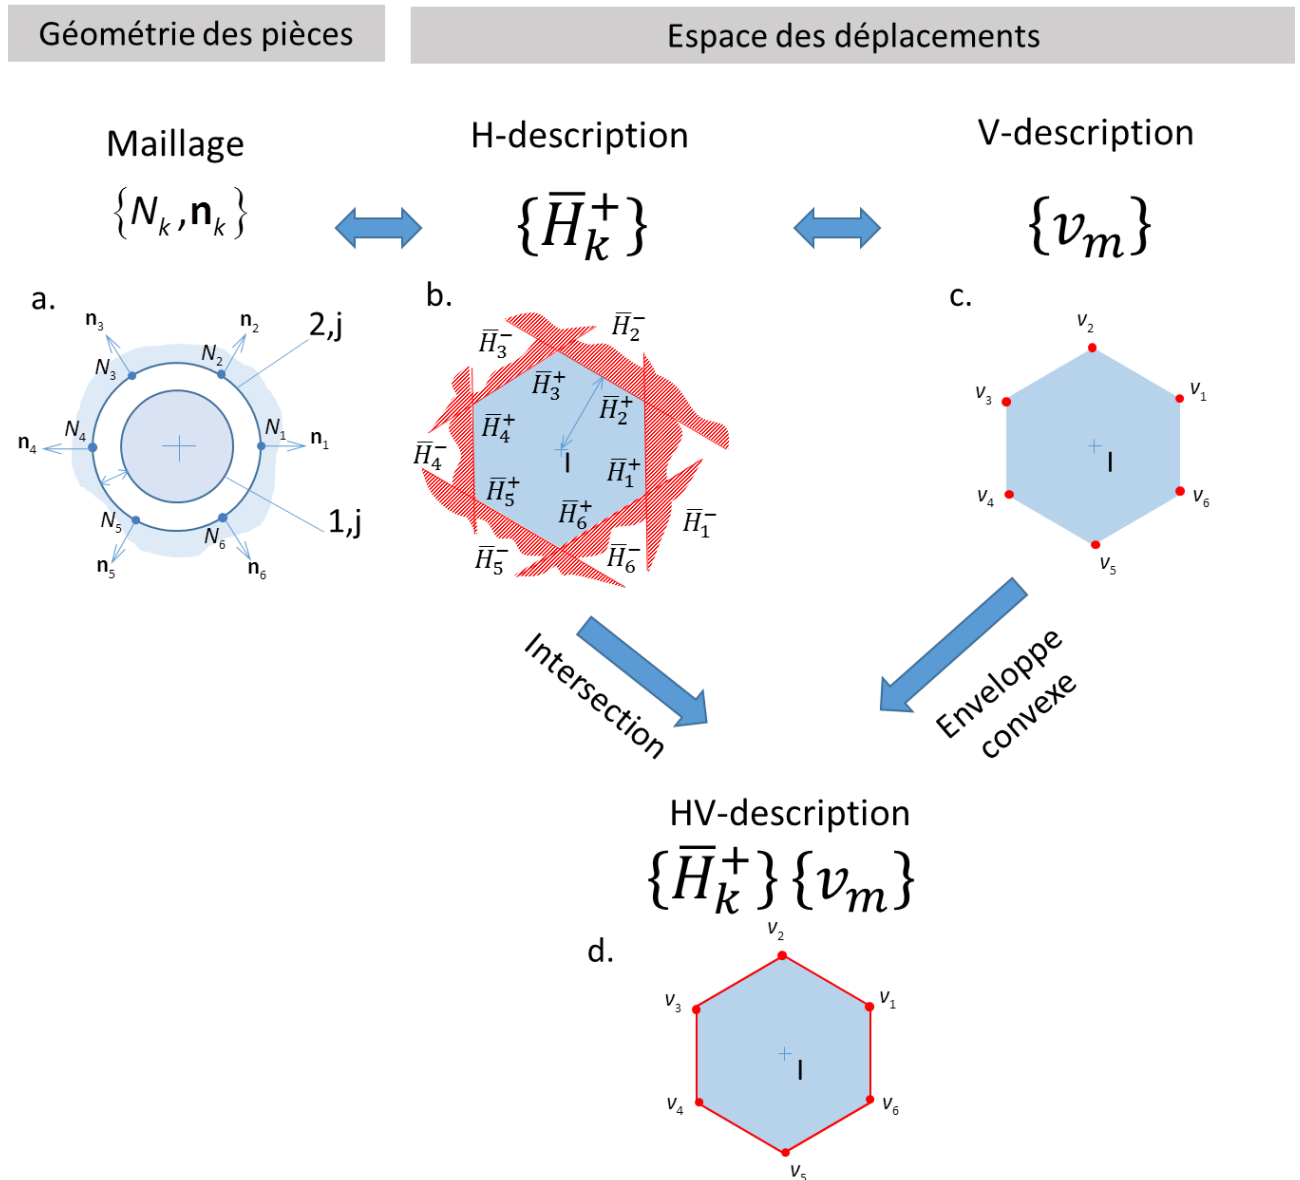 Géométrie des pièces
Espace des déplacements
Maillage
{N_k, n_k}
H-description
{H̅_k^+}
V-description
{v_m}
a.
n_3
n_2
2,j
N_3
N_2
n_4
N_4
N_1
n_1
N_5
N_6
1,j
n_5
n_6
b.
H̅_3^-
H̅_2^-
H̅_3^+
H̅_2^+
H̅_4^+
H̅_4^-
I
H̅_1^+
H̅_5^+
H̅_6^+
H̅_1^-
H̅_5^-
H̅_6^-
c.
v_2
v_3
v_1
I
v_4
v_6
v_5
Intersection
Enveloppe
convexe
HV-description
{H̅_k^+}{v_m}
d.
v_2
v_3
v_1
I
v_4
v_6
v_5